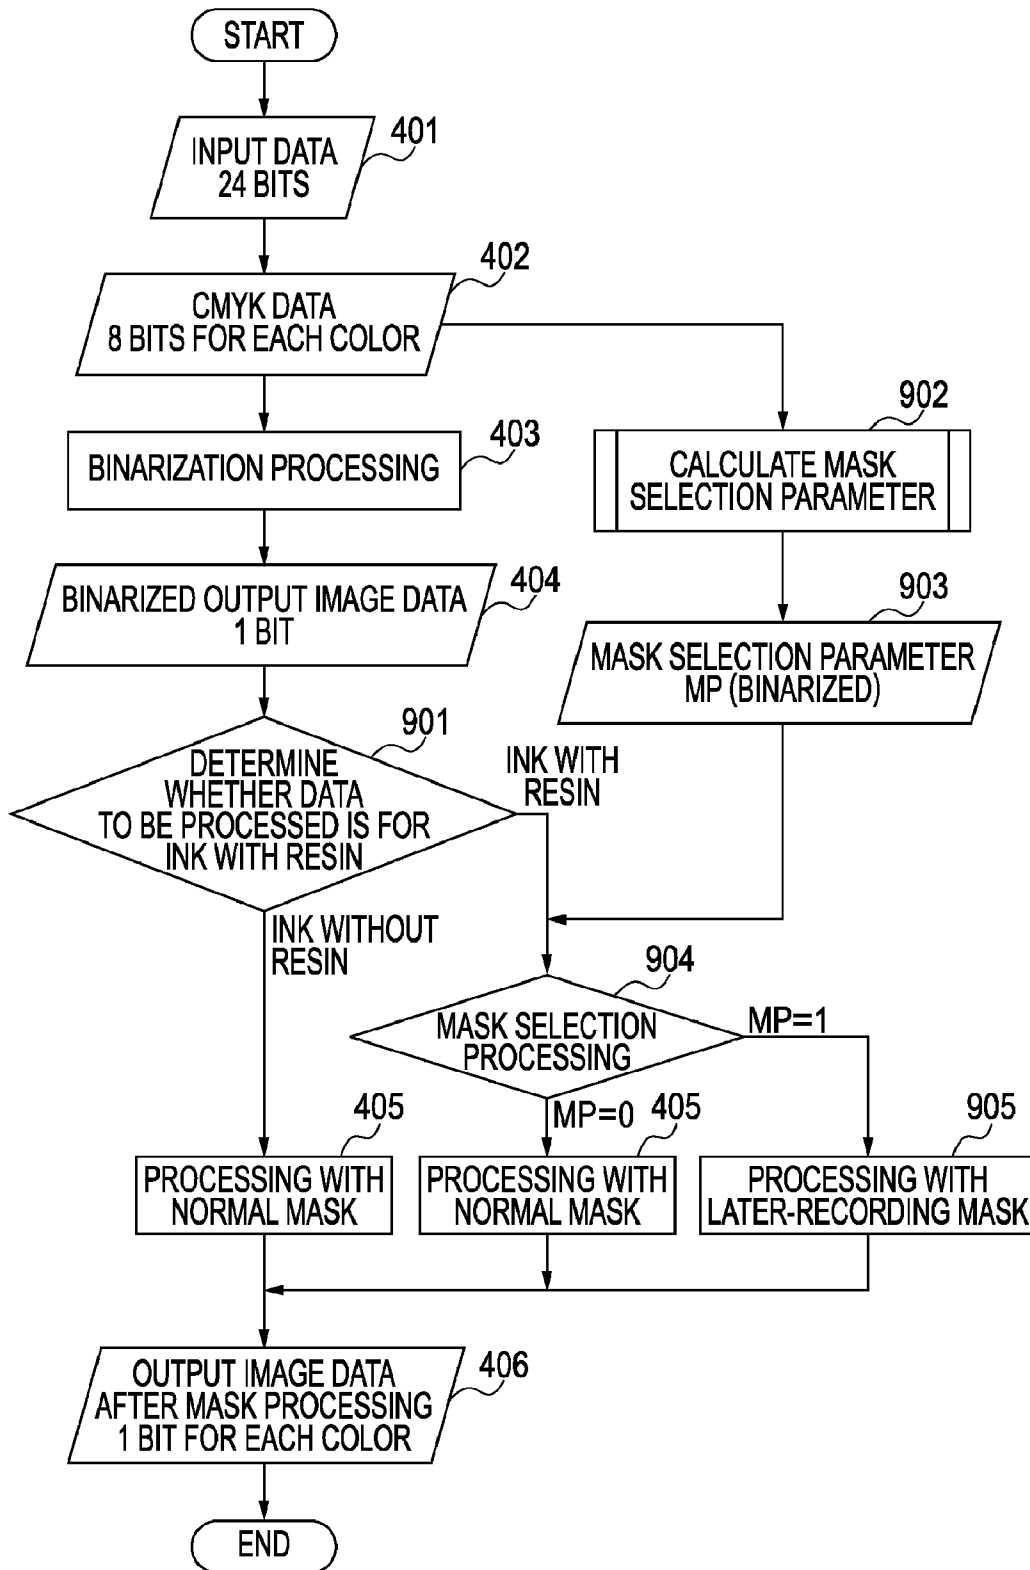 START
INPUT DATA
24 BITS
401
CMYK DATA
8 BITS FOR EACH COLOR
402
BINARIZATION PROCESSING
403
CALCULATE MASK
SELECTION PARAMETER
902
BINARIZED OUTPUT IMAGE DATA
1 BIT
404
MASK SELECTION PARAMETER
MP (BINARIZED)
903
DETERMINE
WHETHER DATA
TO BE PROCESSED IS FOR
INK WITH RESIN
901
INK WITH
RESIN
INK WITHOUT
RESIN
MASK SELECTION
PROCESSING
904
MP=1
MP=0
PROCESSING WITH
NORMAL MASK
405
PROCESSING WITH
NORMAL MASK
405
PROCESSING WITH
LATER-RECORDING MASK
905
OUTPUT IMAGE DATA
AFTER MASK PROCESSING
1 BIT FOR EACH COLOR
406
END